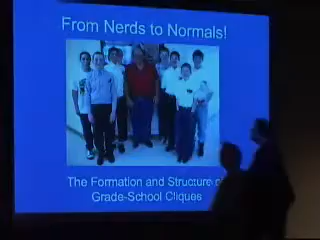 From Nerds to Normals!
The Formation and Structure of
Grade-School Cliques